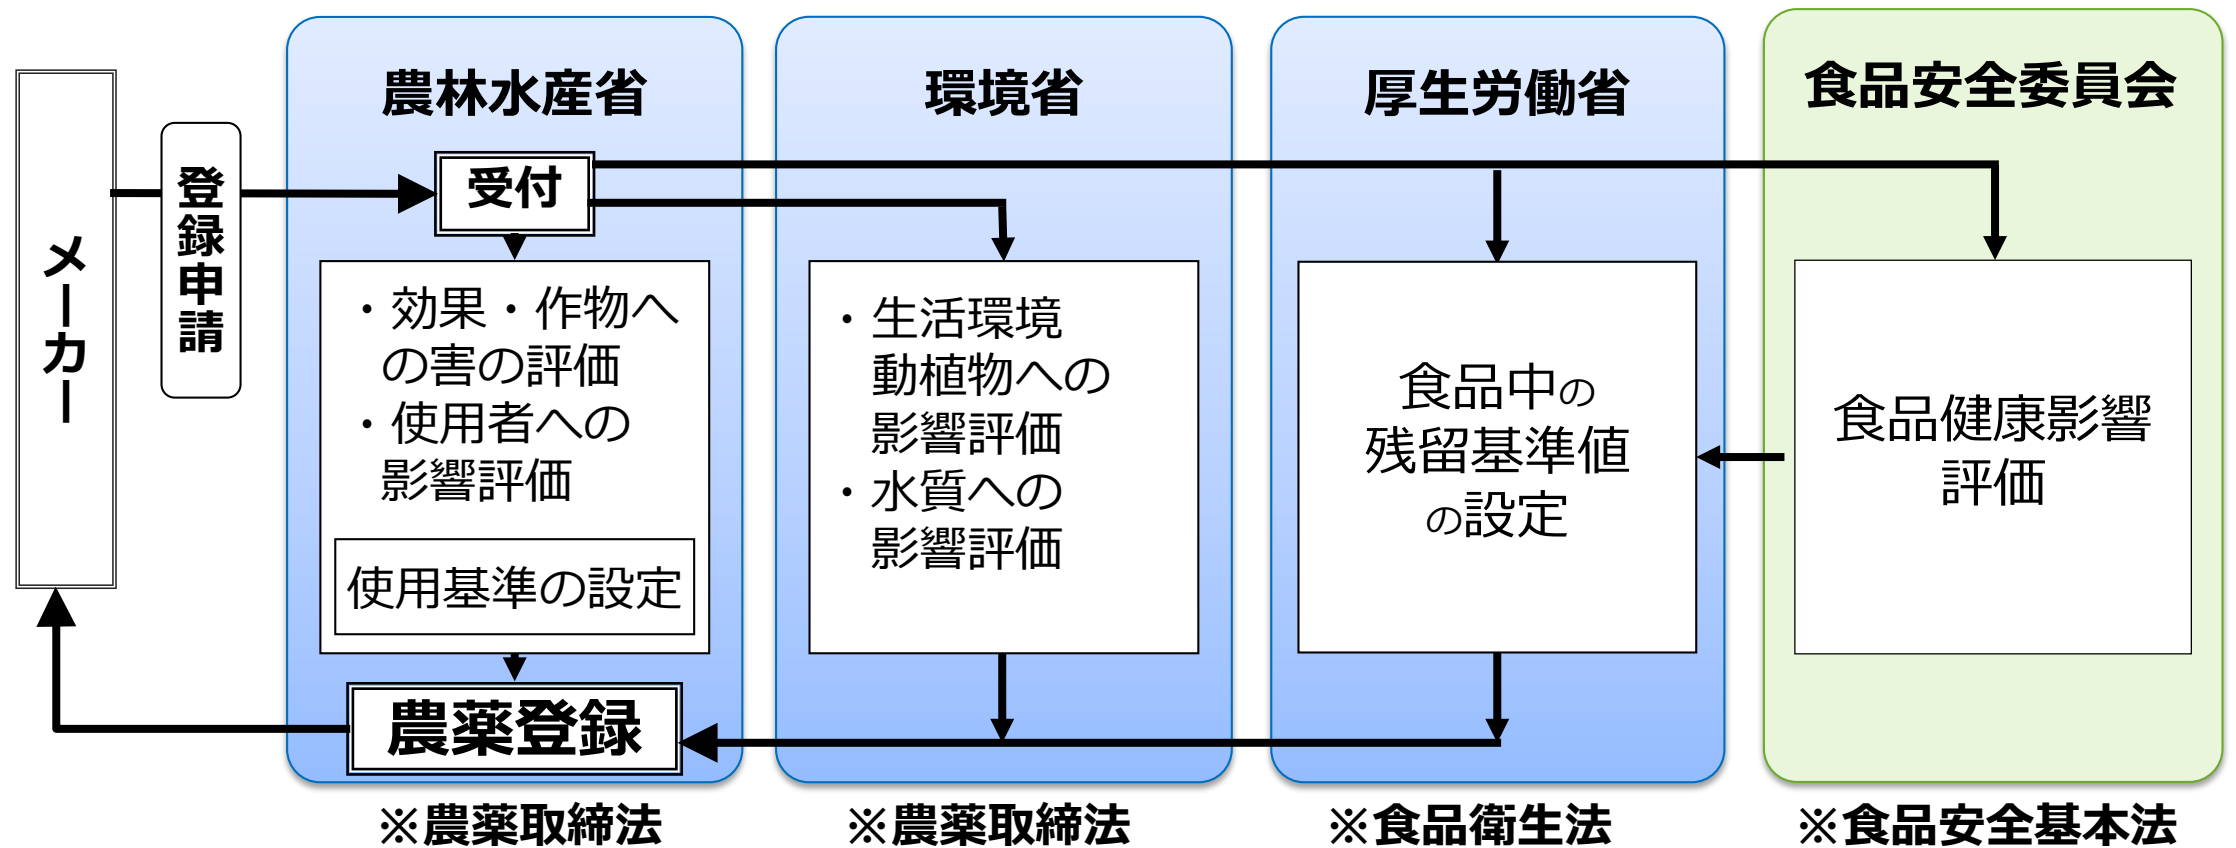 メーカー
登録申請
農林水産省
受付
・効果・作物へ
の害の評価
・使用者への
影響評価
使用基準の設定
農薬登録
※農薬取締法
環境省
・生活環境
動植物への
影響評価
・水質への
影響評価
※農薬取締法
厚生労働省
食品中の
残留基準値
の設定
※食品衛生法
食品安全委員会
食品健康影響
評価
※食品安全基本法